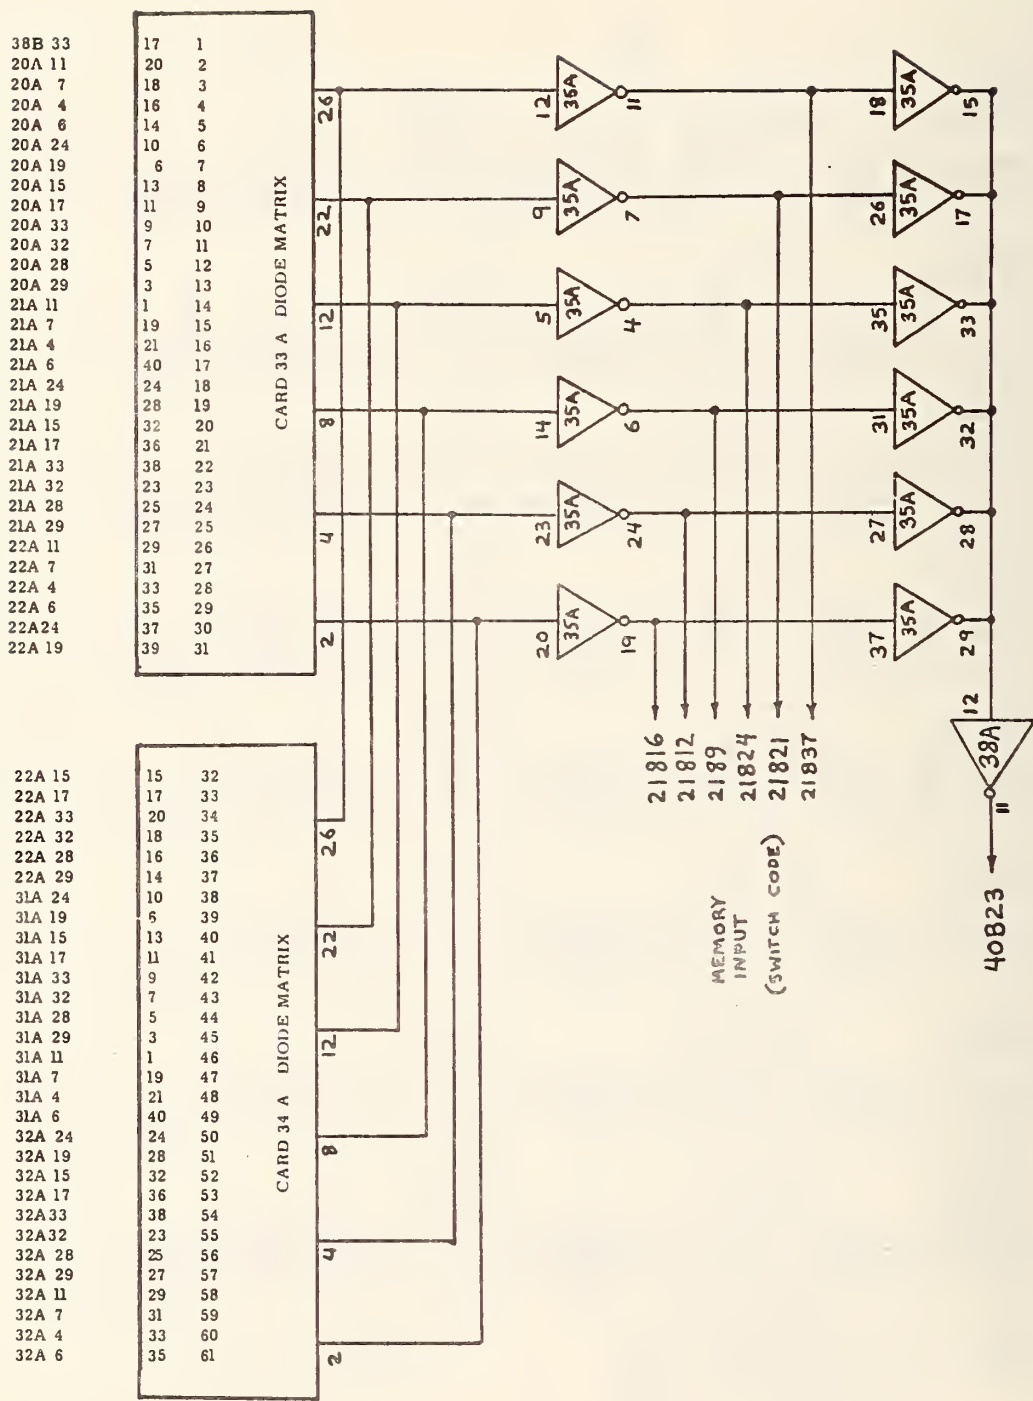 38B 33 17 1
20A 11 20 2
20A 7 18 3
20A 4 16 4
20A 6 14 5
20A 24 10 6
20A 19 6 7
20A 15 13 8
20A 17 11 9
20A 33 9 10
20A 32 7 11
20A 28 5 12
20A 29 3 13
21A 11 1 14
21A 7 19 15
21A 4 21 16
21A 6 40 17
21A 24 24 18
21A 19 28 19
21A 15 32 20
21A 17 36 21
21A 33 38 22
21A 32 23 23
21A 28 25 24
21A 29 27 25
22A 11 29 26
22A 7 31 27
22A 4 33 28
22A 6 35 29
22A24 37 30
22A 19 39 31
CARD 33 A DIODE MATRIX
26
22
12
8
4
2
22A 15 15 32
22A 17 17 33
22A 33 20 34
22A 32 18 35
22A 28 16 36
22A 29 14 37
31A 24 10 38
31A 19 6 39
31A 15 13 40
31A 17 11 41
31A 33 9 42
31A 32 7 43
31A 28 5 44
31A 29 3 45
31A 11 1 46
31A 7 19 47
31A 4 21 48
31A 6 40 49
32A 24 24 50
32A 19 28 51
32A 15 32 52
32A 17 36 53
32A33 38 54
32A32 23 55
32A 28 25 56
32A 29 27 57
32A 11 29 58
32A 7 31 59
32A 4 33 60
32A 6 35 61
CARD 34 A DIODE MATRIX
26
22
12
8
4
2
12 35A 11 18 35A 15
9 35A 7 26 35A 17
5 35A 4 35 35A 33
14 35A 6 31 35A 32
23 35A 24 27 35A 28
20 35A 19 37 35A 29
21B16
21B12
21B9
21B24
21B21
21B37
MEMORY
INPUT
(SWITCH CODE)
12 38A 11
40B23